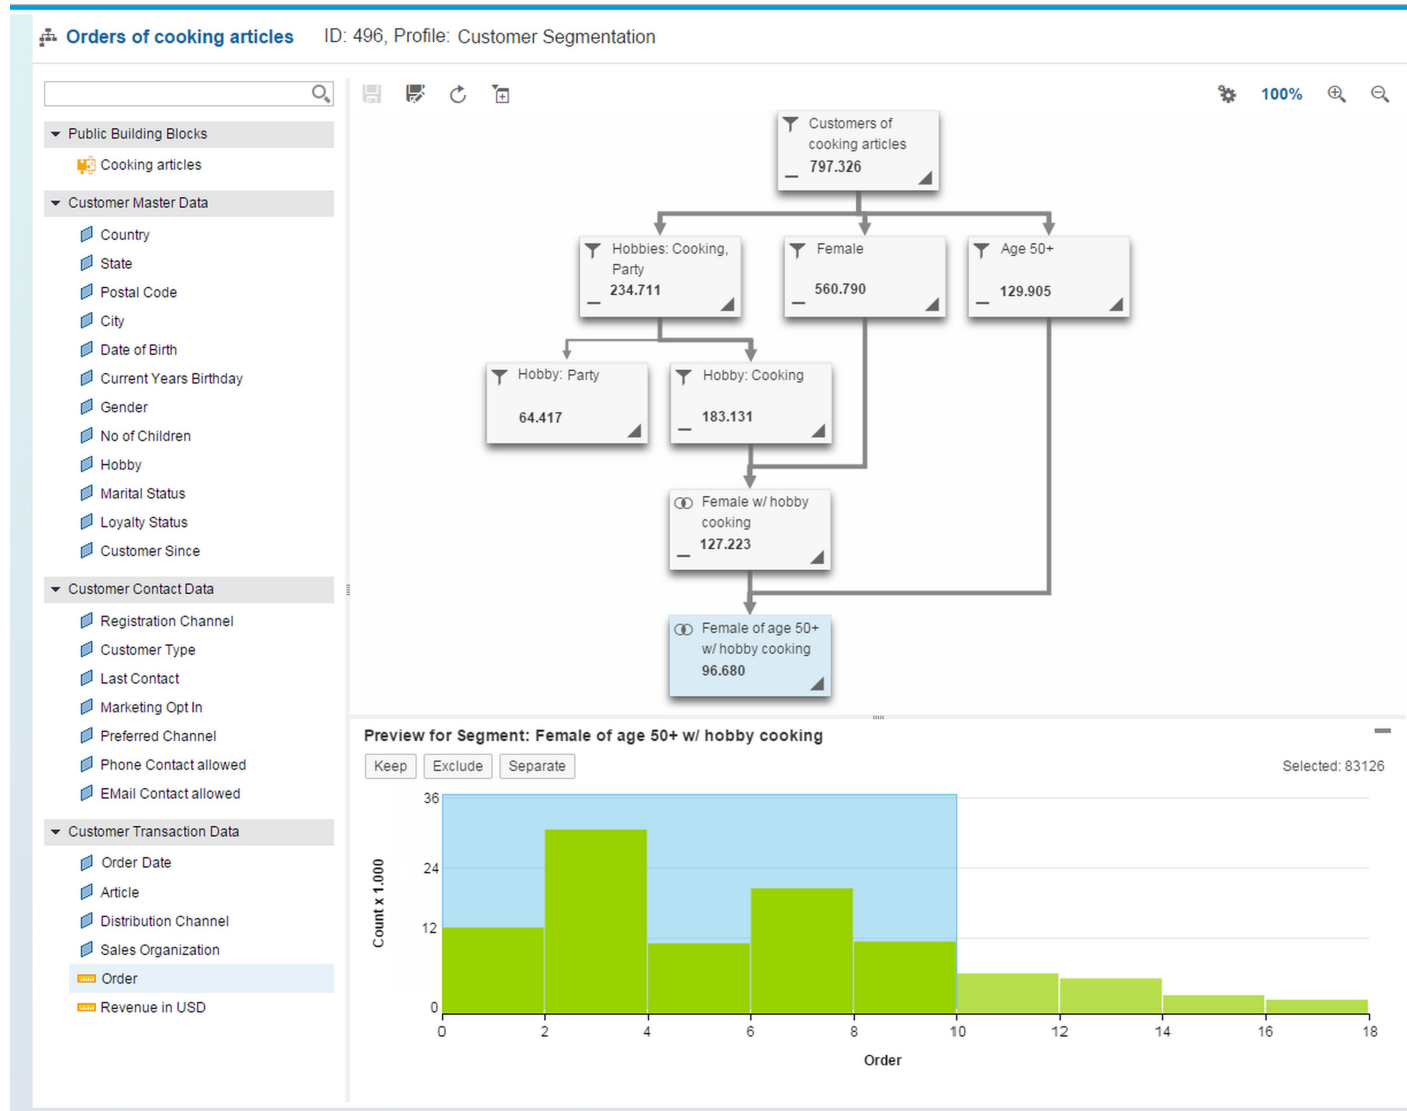 Orders of cooking articles ID: 496, Profile: Customer Segmentation
100%
Public Building Blocks
Cooking articles
Customer Master Data
Country
State
Postal Code
City
Date of Birth
Current Years Birthday
Gender
No of Children
Hobby
Marital Status
Loyalty Status
Customer Since
Customer Contact Data
Registration Channel
Customer Type
Last Contact
Marketing Opt In
Preferred Channel
Phone Contact allowed
EMail Contact allowed
Customer Transaction Data
Order Date
Article
Distribution Channel
Sales Organization
Order
Revenue in USD
Customers of
cooking articles
797.326
Hobbies: Cooking,
Party
234.711
Female
560.790
Age 50+
129.905
Hobby: Party
64.417
Hobby: Cooking
183.131
Female w/ hobby
cooking
127.223
Female of age 50+
w/ hobby cooking
96.680
Preview for Segment: Female of age 50+ w/ hobby cooking
Keep Exclude Separate Selected: 83126
36
24
12
0
Count x 1.000
0 2 4 6 8 10 12 14 16 18
Order